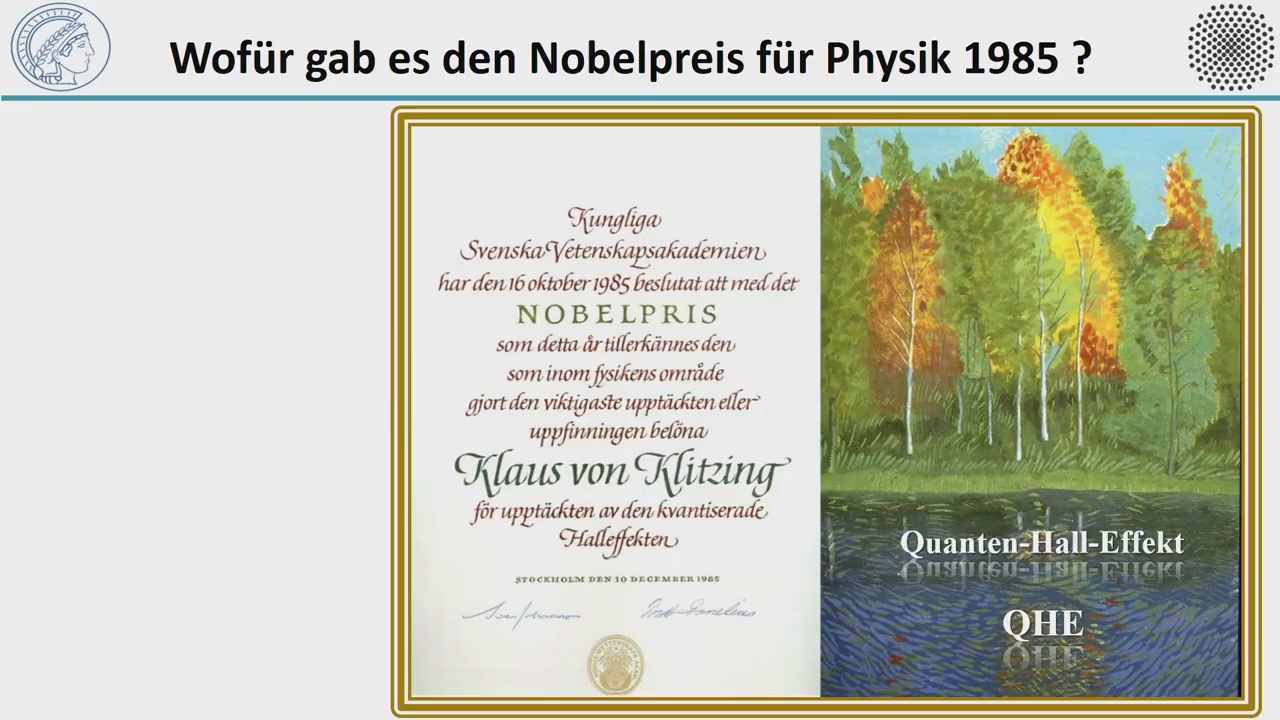 Wofür gab es den Nobelpreis für Physik 1985 ?
Kungliga
Svenska Vetenskapsakademien
har den 16 oktober 1985 beslutat att med det
NOBELPRIS
som detta år tillerkännes den
som inom fysikens område
gjort den viktigaste upptäckten eller
uppfinningen belöna
Klaus von Klitzing
för upptäckten av den kvantiserade
Halleffekten
STOCKHOLM DEN 10 DECEMBER 1985
Quanten-Hall-Effekt
QHE